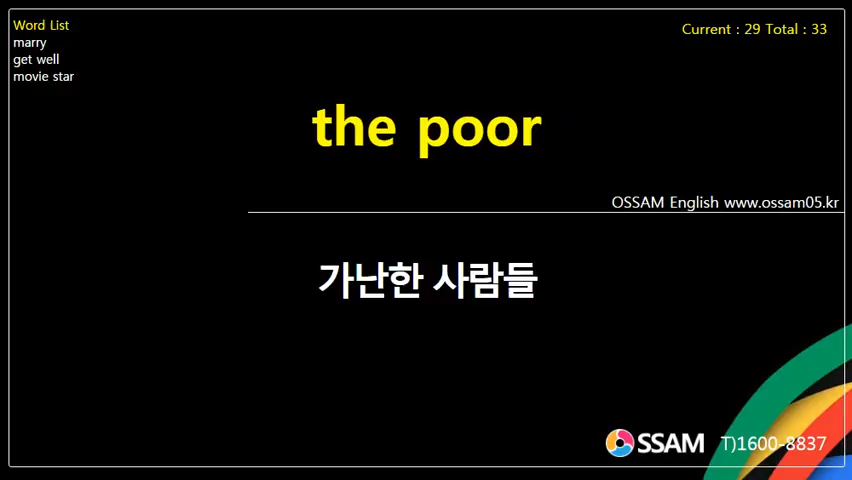 Word List
marry
get well
movie star
Current : 29 Total : 33
the poor
OSSAM English www.ossam05.kr
가난한 사람들
OSSAM T)1600-8837